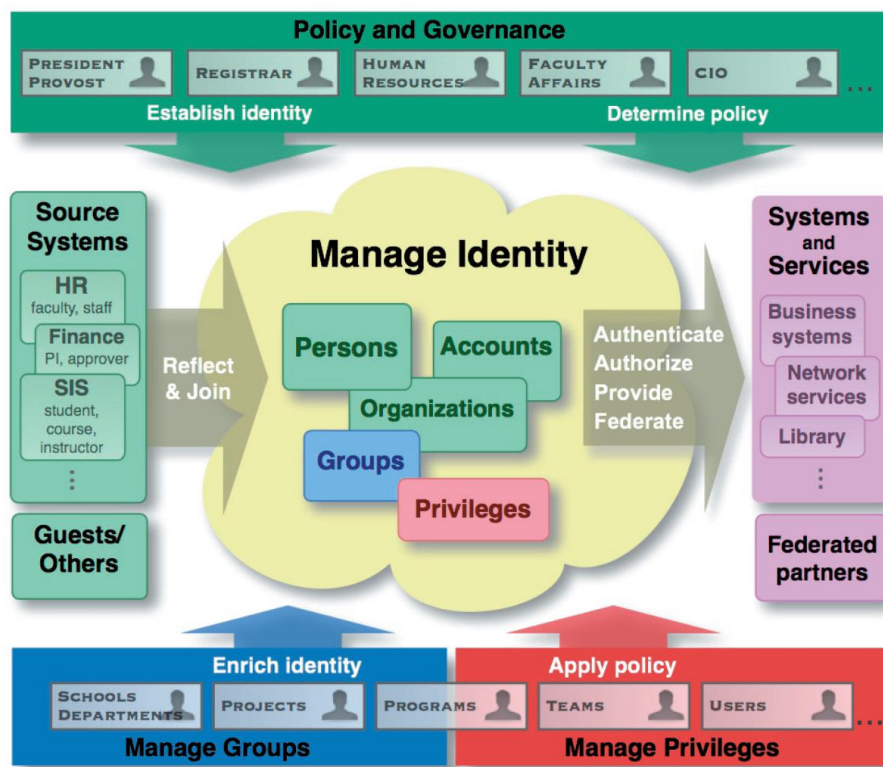 Policy and Governance
PRESIDENT
PROVOST
REGISTRAR
HUMAN
RESOURCES
FACULTY
AFFAIRS
CIO
...
Establish identity
Determine policy
Source
Systems
HR
faculty, staff
Finance
PI, approver
SIS
student,
course,
instructor
⋮
Guests/
Others
Reflect
& Join
Manage Identity
Persons
Accounts
Organizations
Groups
Privileges
Authenticate
Authorize
Provide
Federate
Systems
and
Services
Business
systems
Network
services
Library
⋮
Federated
partners
Enrich identity
Apply policy
SCHOOLS
DEPARTMENTS
PROJECTS
PROGRAMS
TEAMS
USERS
...
Manage Groups
Manage Privileges